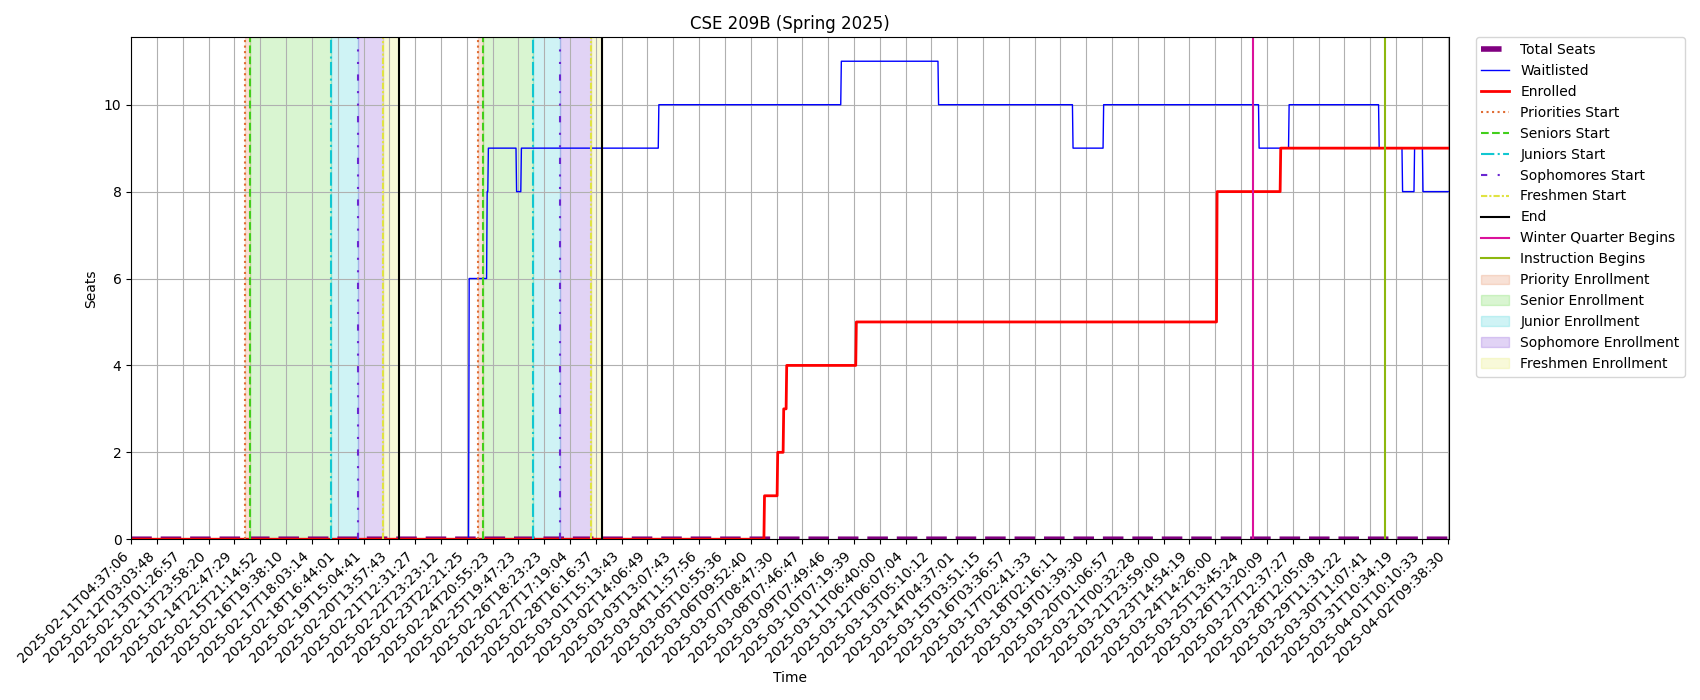 CSE 209B (Spring 2025)
Seats
10
8
6
4
2
0
2025-02-11T04:37:06
2025-02-12T03:03:48
2025-02-13T01:26:57
2025-02-13T23:58:20
2025-02-14T22:47:29
2025-02-15T21:14:52
2025-02-16T19:38:10
2025-02-17T18:03:14
2025-02-18T16:44:01
2025-02-19T15:04:41
2025-02-20T13:57:43
2025-02-21T12:31:27
2025-02-22T23:23:12
2025-02-23T22:21:25
2025-02-24T20:55:23
2025-02-25T19:47:23
2025-02-26T18:23:23
2025-02-27T17:19:04
2025-02-28T16:16:37
2025-03-01T15:13:43
2025-03-02T14:06:49
2025-03-03T13:07:43
2025-03-04T11:57:56
2025-03-05T10:55:36
2025-03-06T09:52:40
2025-03-07T08:47:30
2025-03-08T07:46:47
2025-03-09T07:49:46
2025-03-10T07:19:39
2025-03-11T06:40:00
2025-03-12T06:07:04
2025-03-13T05:10:12
2025-03-14T04:37:01
2025-03-15T03:51:15
2025-03-16T03:36:57
2025-03-17T02:41:33
2025-03-18T02:16:11
2025-03-19T01:39:30
2025-03-20T01:06:57
2025-03-21T00:32:28
2025-03-21T23:59:00
2025-03-23T14:54:19
2025-03-24T14:26:00
2025-03-25T13:45:24
2025-03-26T13:20:09
2025-03-27T12:37:27
2025-03-28T12:05:08
2025-03-29T11:31:22
2025-03-30T11:07:41
2025-03-31T10:34:19
2025-04-01T10:10:33
2025-04-02T09:38:30
Time
Total Seats
Waitlisted
Enrolled
Priorities Start
Seniors Start
Juniors Start
Sophomores Start
Freshmen Start
End
Winter Quarter Begins
Instruction Begins
Priority Enrollment
Senior Enrollment
Junior Enrollment
Sophomore Enrollment
Freshmen Enrollment